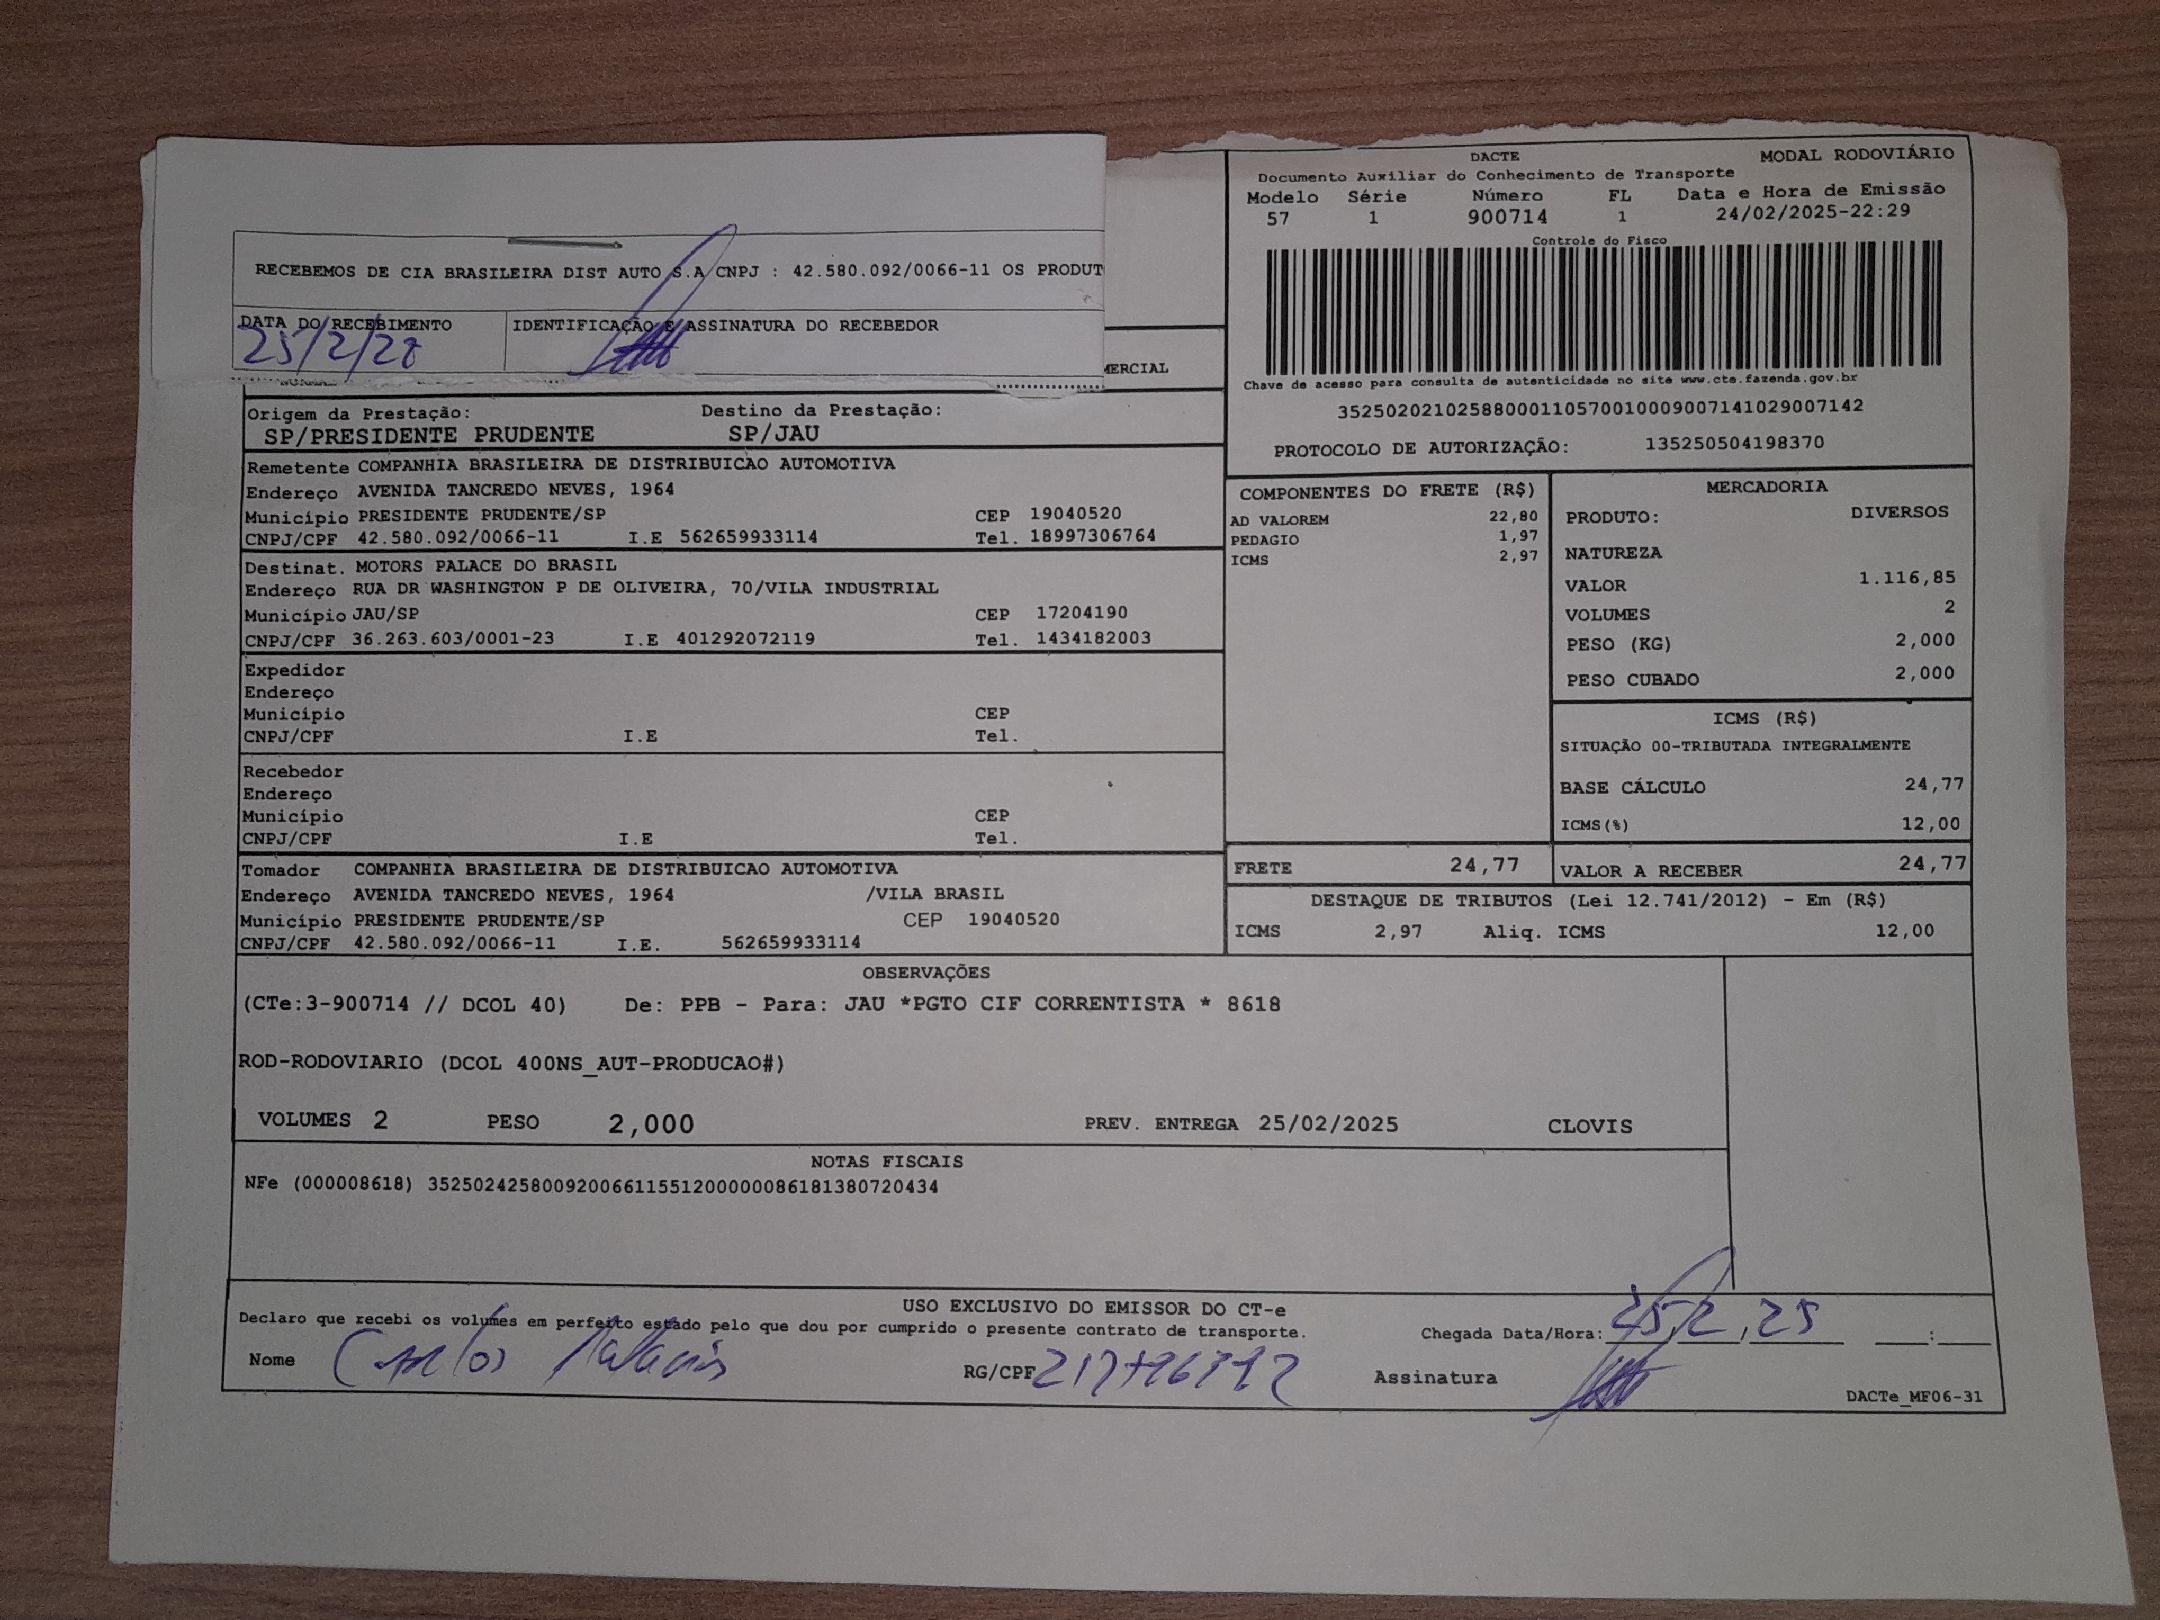 RECEBEMOS DE CIA BRASILEIRA DIST AUTO S.A CNPJ : 42.580.092/0066-11 OS PRODUT
DATA DO RECEBIMENTO IDENTIFICAÇÃO E ASSINATURA DO RECEBEDOR
25/2/
MERCIAL
DACTE MODAL RODOVIÁRIO
Documento Auxiliar do Conhecimento de Transporte
Modelo Série Número FL Data e Hora de Emissão
57 1 900714 1 24/02/2025-22:29
Controle do Fisco
Chave de acesso para consulta de autenticidade no site www.cte.fazenda.gov.br
35250202102588000110570010009007141029007142
PROTOCOLO DE AUTORIZAÇÃO: 135250504198370
Origem da Prestação: Destino da Prestação:
SP/PRESIDENTE PRUDENTE SP/JAU
Remetente COMPANHIA BRASILEIRA DE DISTRIBUICAO AUTOMOTIVA
Endereço AVENIDA TANCREDO NEVES, 1964
Município PRESIDENTE PRUDENTE/SP CEP 19040520
CNPJ/CPF 42.580.092/0066-11 I.E 562659933114 Tel. 18997306764
Destinat. MOTORS PALACE DO BRASIL
Endereço RUA DR WASHINGTON P DE OLIVEIRA, 70/VILA INDUSTRIAL
Município JAU/SP CEP 17204190
CNPJ/CPF 36.263.603/0001-23 I.E 401292072119 Tel. 1434182003
Expedidor
Endereço
Município CEP
CNPJ/CPF I.E Tel.
Recebedor
Endereço
Município CEP
CNPJ/CPF I.E Tel.
Tomador COMPANHIA BRASILEIRA DE DISTRIBUICAO AUTOMOTIVA
Endereço AVENIDA TANCREDO NEVES, 1964 /VILA BRASIL
Município PRESIDENTE PRUDENTE/SP CEP 19040520
CNPJ/CPF 42.580.092/0066-11 I.E. 562659933114
COMPONENTES DO FRETE (R$)
AD VALOREM 22,80
PEDAGIO 1,97
ICMS 2,97
FRETE 24,77
MERCADORIA
PRODUTO: DIVERSOS
NATUREZA
VALOR 1.116,85
VOLUMES 2
PESO (KG) 2,000
PESO CUBADO 2,000
ICMS (R$)
SITUAÇÃO 00-TRIBUTADA INTEGRALMENTE
BASE CÁLCULO 24,77
ICMS(%) 12,00
VALOR A RECEBER 24,77
DESTAQUE DE TRIBUTOS (Lei 12.741/2012) - Em (R$)
ICMS 2,97 Aliq. ICMS 12,00
OBSERVAÇÕES
(CTe:3-900714 // DCOL 40) De: PPB - Para: JAU *PGTO CIF CORRENTISTA * 8618
ROD-RODOVIARIO (DCOL 400NS_AUT-PRODUCAO#)
VOLUMES 2 PESO 2,000 PREV. ENTREGA 25/02/2025 CLOVIS
NOTAS FISCAIS
NFe (000008618) 35250242580092006611551200000086181380720434
USO EXCLUSIVO DO EMISSOR DO CT-e
Declaro que recebi os volumes em perfeito estado pelo que dou por cumprido o presente contrato de transporte.
Chegada Data/Hora: 25,2,25 :
Nome Carlos RG/CPF Assinatura
DACTe_MF06-31